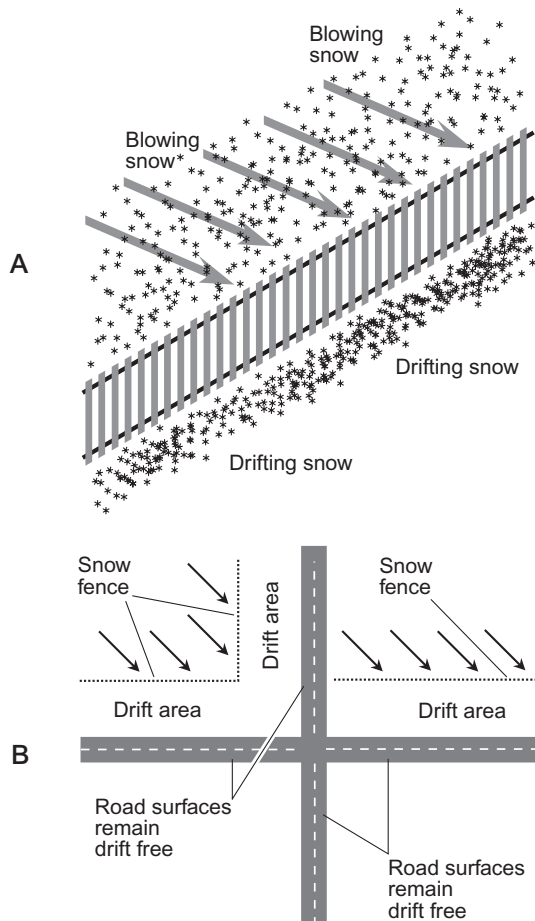 Blowing
snow
Blowing
snow*
A
Drifting snow
Drifting snow
Snow
fence
Drift area
Snow
fence
Drift area
Drift area
B
Road surfaces
remain
drift free
Road surfaces
remain
drift free